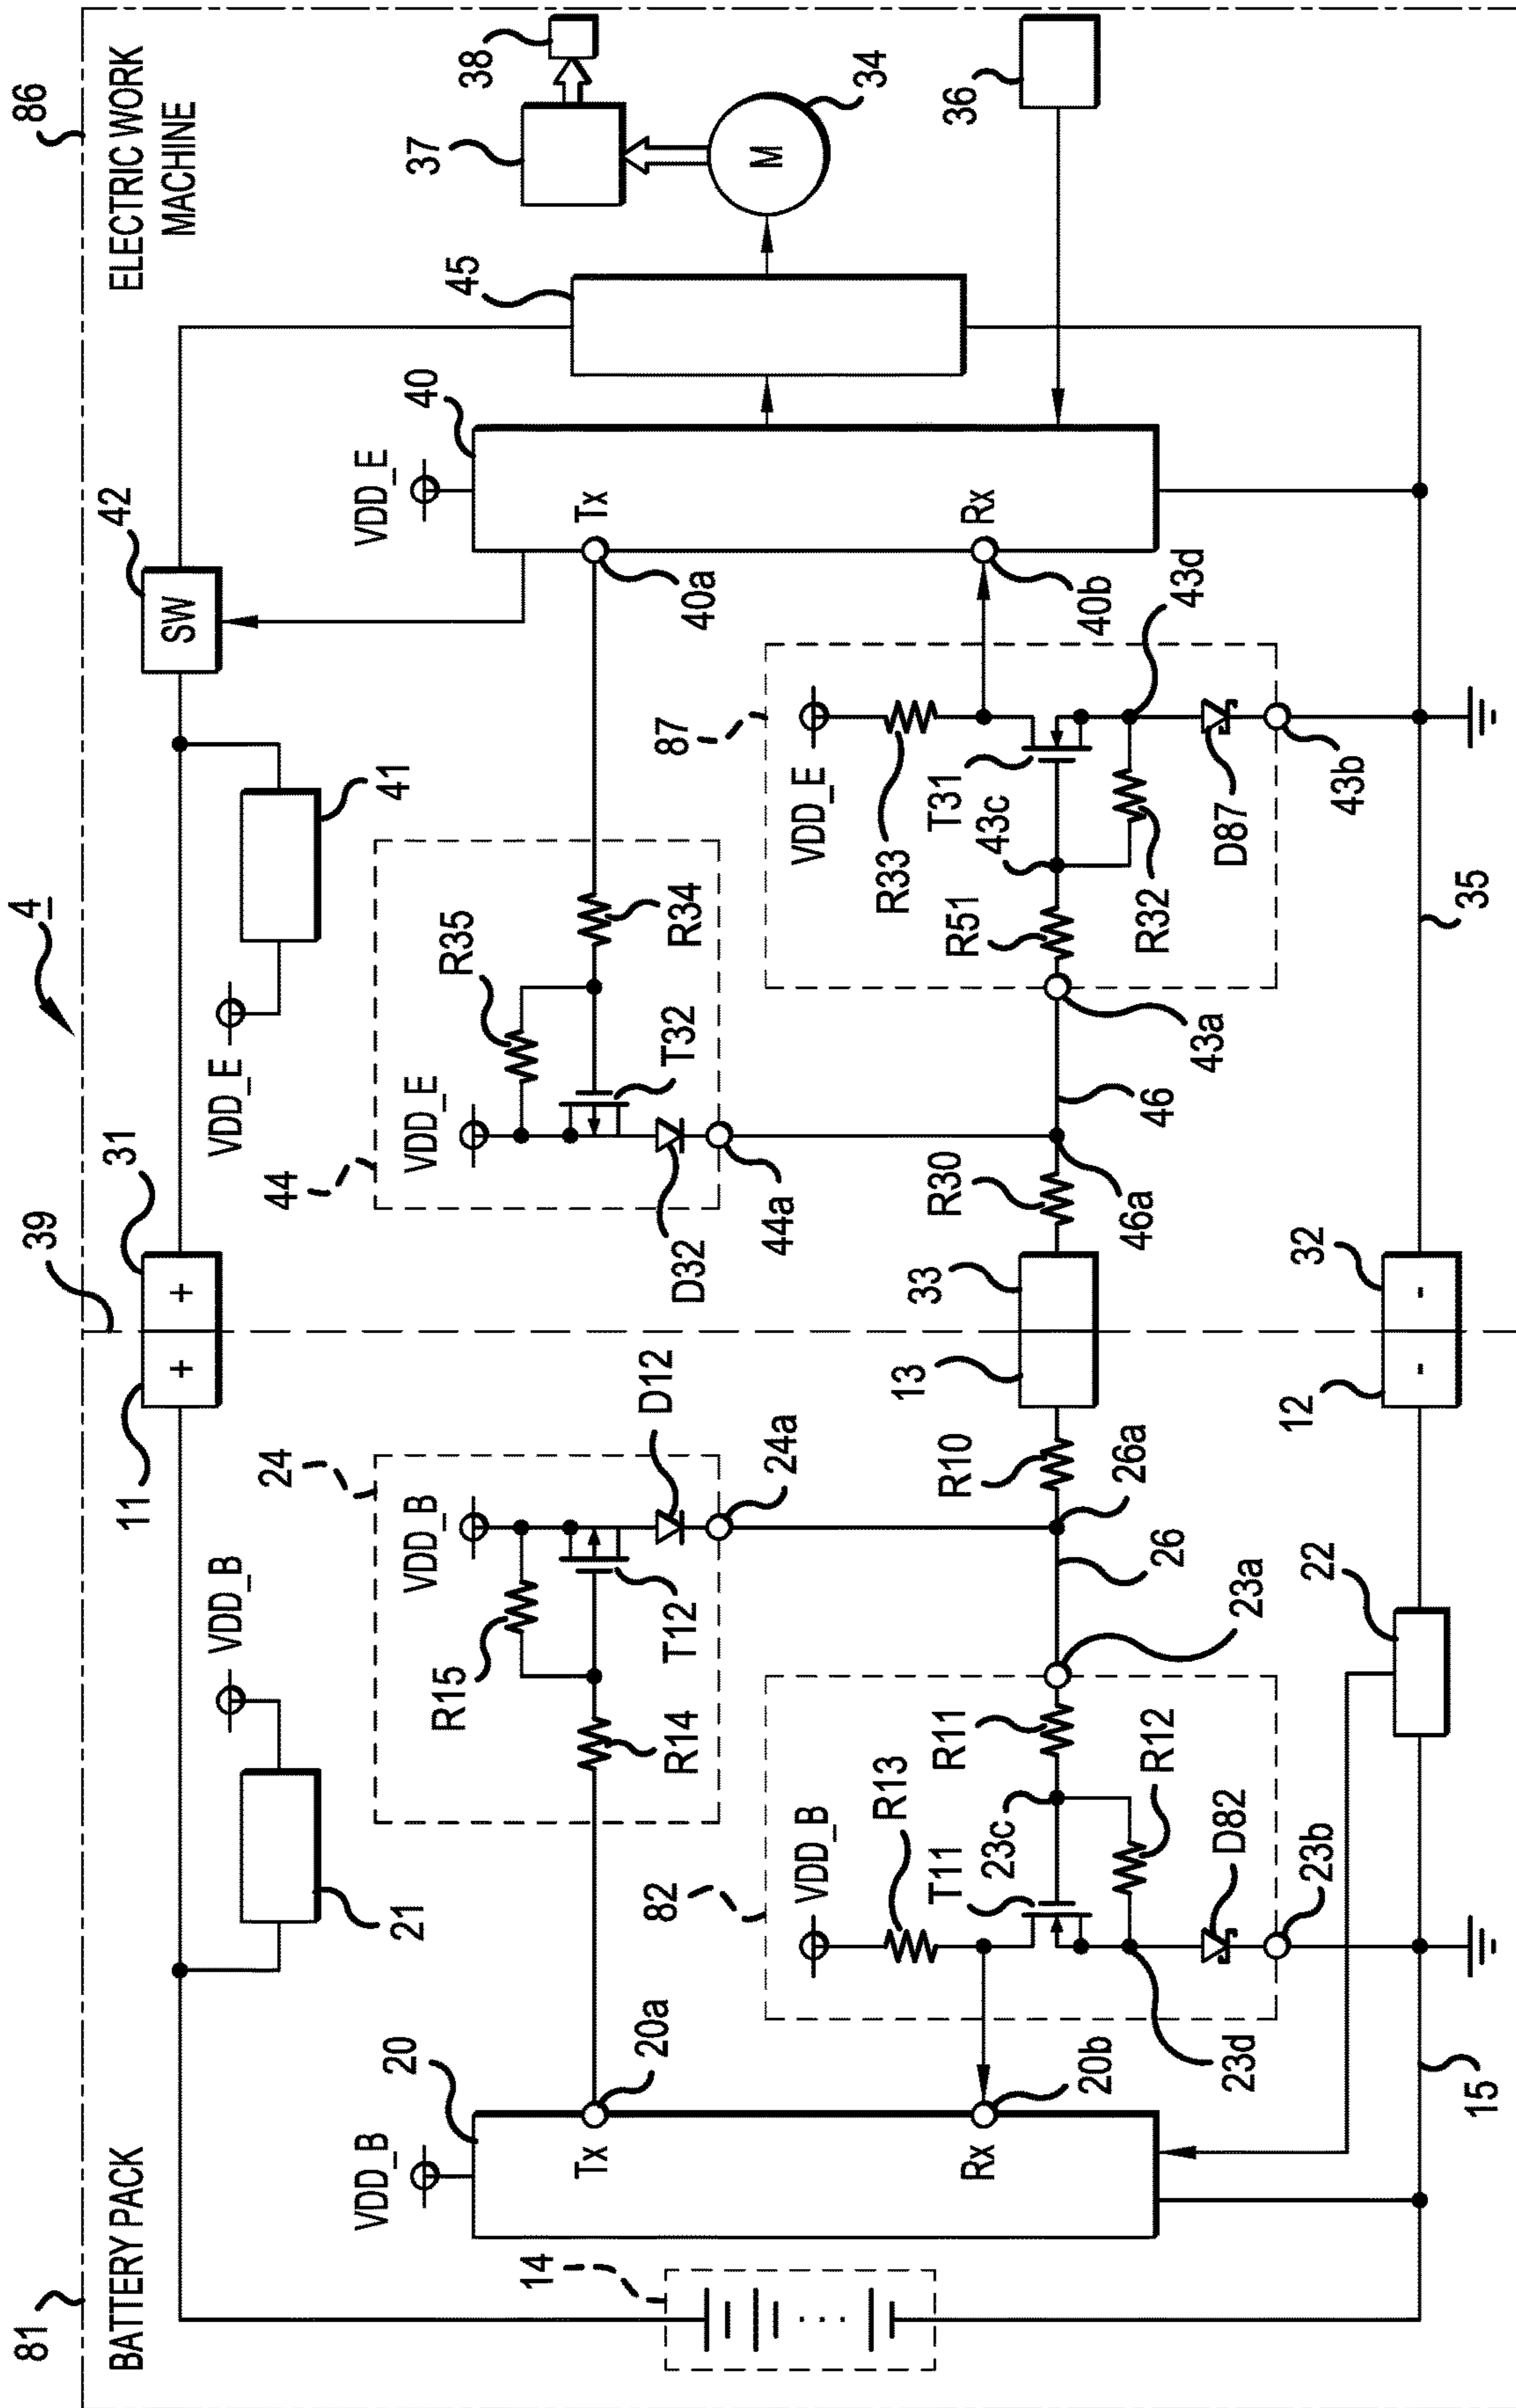 4
81
BATTERY PACK
86
ELECTRIC WORK
MACHINE
39
11
+
+
31
42
SW
21
VDD_B
VDD_E
41
24
VDD_B
R15
T12
D12
R14
24a
44
VDD_E
R35
T32
D32
R34
44a
VDD_E
40
45
37
38
M
34
VDD_B
20
Tx
20a
Rx
20b
Tx
40a
Rx
40b
36
14
82
VDD_B
R13
T11
23c
R11
R12
D82
23b
23d
23a
26
26a
R10
13
33
R30
46a
46
43a
87
VDD_E
R33
T31
43c
R51
R32
D87
43b
43d
22
15
12
-
-
32
35